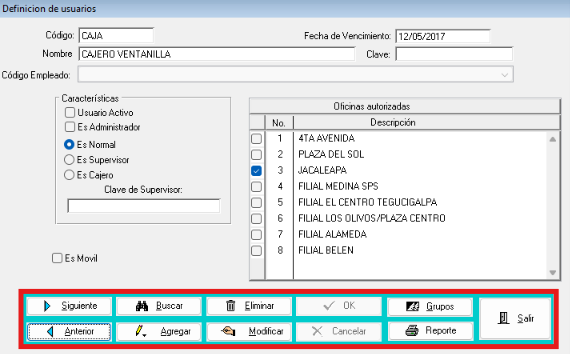 Definicion de usuarios
Código: CAJA Fecha de Vencimiento: 12/05/2017
Nombre CAJERO VENTANILLA Clave:
Código Empleado:
Características
Usuario Activo
Es Administrador
Es Normal
Es Supervisor
Es Cajero
Clave de Supervisor:
Es Movil
Oficinas autorizadas
No. Descripción
1 4TA AVENIDA
2 PLAZA DEL SOL
3 JACALEAPA
4 FILIAL MEDINA SPS
5 FILIAL EL CENTRO TEGUCIGALPA
6 FILIAL LOS OLIVOS/PLAZA CENTRO
7 FILIAL ALAMEDA
8 FILIAL BELEN
Siguiente Buscar Eliminar OK Grupos Salir
Anterior Agregar Modificar Cancelar Reporte